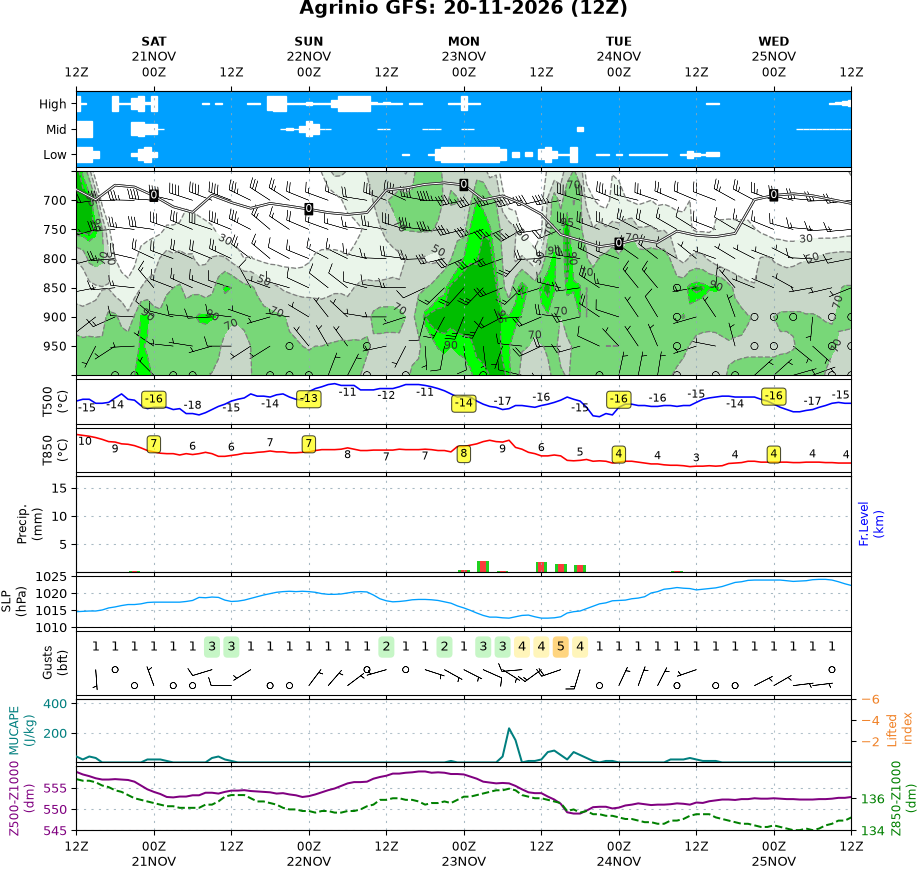 Agrinio GFS: 20-11-2026 (12Z)
SAT SUN MON TUE WED
21NOV 22NOV 23NOV 24NOV 25NOV
12Z 00Z 12Z 00Z 12Z 00Z 12Z 00Z 12Z 00Z 12Z
High
Mid
Low
700
750
800
850
900
950
0 0 0 0 0
30 50 70 90 70 50 30
T500
(°C)
-15 -14 -16 -18 -15 -14 -13 -11 -12 -11 -14 -17 -16 -15 -16 -16 -15 -14 -16 -17 -15
T850
(°C)
10 9 7 6 6 7 7 8 7 7 8 9 6 5 4 4 3 4 4 4 4
Precip.
(mm)
15
10
5
Fr.Level
(km)
SLP
(hPa)
1025
1020
1015
1010
Gusts
(bft)
1 1 1 1 1 1 3 3 1 1 1 1 1 1 1 2 1 1 2 1 3 3 4 4 5 4 1 1 1 1 1 1 1 1 1 1 1 1 1
MUCAPE
(J/kg)
400
200
−6
−4
−2
Lifted
index
Z500-Z1000
(dm)
555
550
545
136
134
Z850-Z1000
(dm)
12Z 00Z 12Z 00Z 12Z 00Z 12Z 00Z 12Z 00Z 12Z
21NOV 22NOV 23NOV 24NOV 25NOV